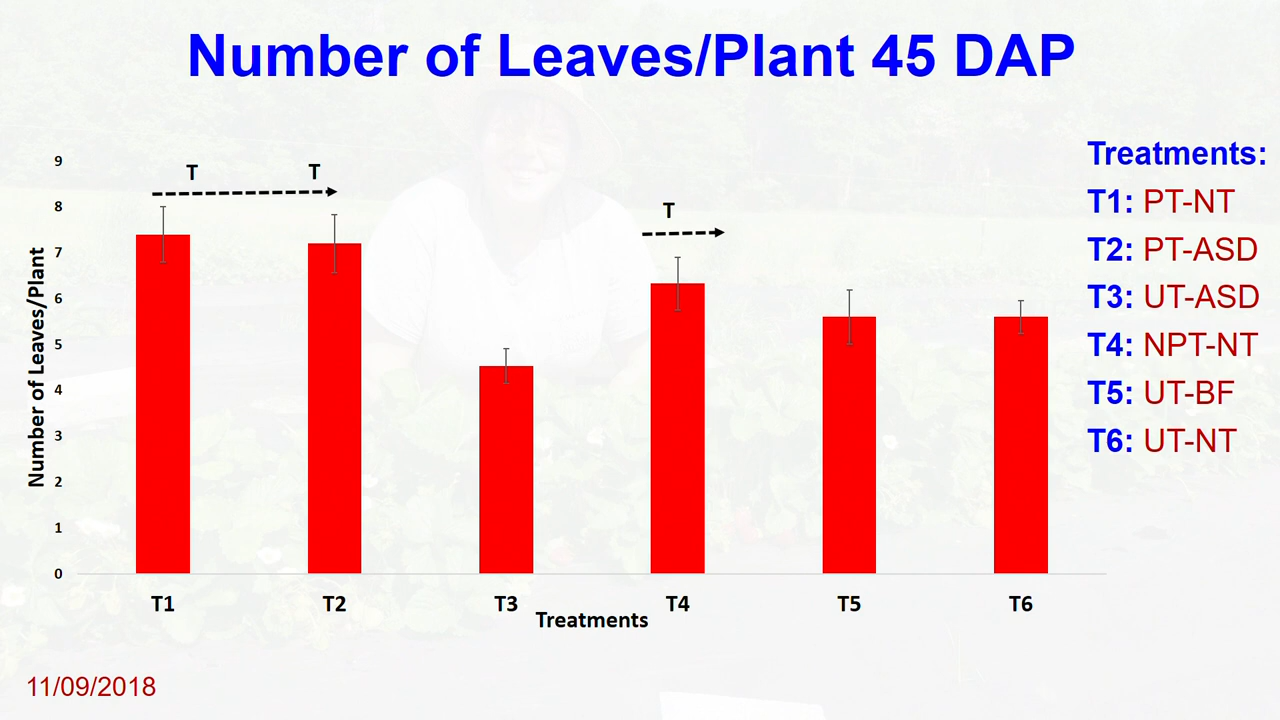 Number of Leaves/Plant 45 DAP
Treatments:
T1: PT-NT
T2: PT-ASD
T3: UT-ASD
T4: NPT-NT
T5: UT-BF
T6: UT-NT
Number of Leaves/Plant
9
8
7
6
5
4
3
2
1
0
T T
T
T1 T2 T3 T4 T5 T6
Treatments
11/09/2018